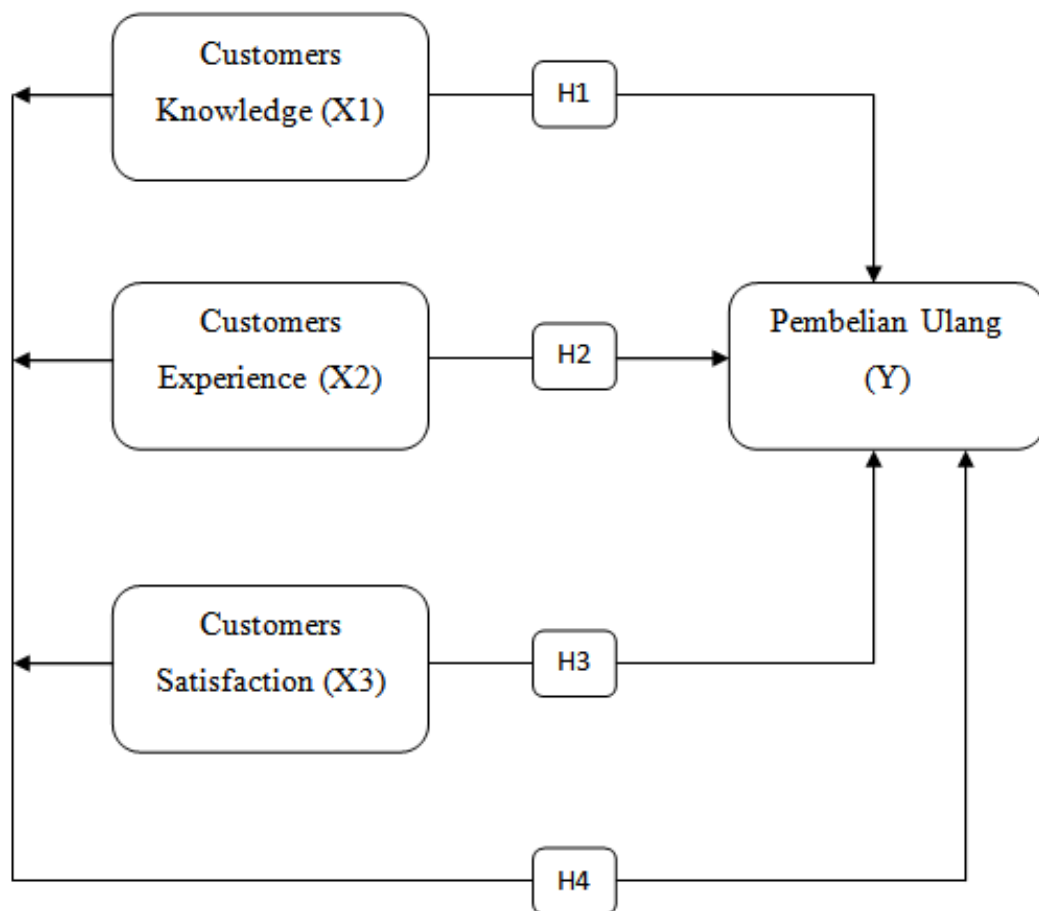 Customers
Knowledge (X1)
H1
Customers
Experience (X2)
H2
Pembelian Ulang
(Y)
Customers
Satisfaction (X3)
H3
H4